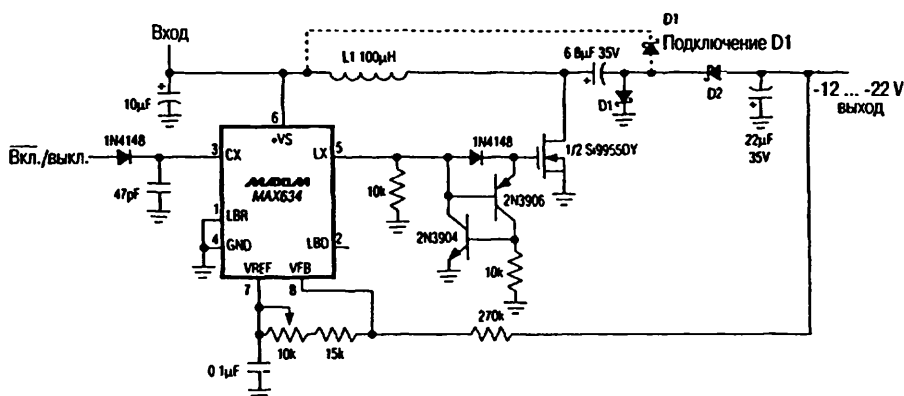 D1
Вход
L1 100µH
6 8µF 35V
Подключение D1
10µF
+
+
D1
D2
-12 ... -22 V
выход
+
22µF
35V
6
+VS
1N4148
Вкл./выкл.
3
CX
LX
5
1N4148
1/2 Si9955DY
47pF
MAXIM
MAX634
10k
2N3906
1
LBR
4
GND
LBD
2
2N3904
10k
VREF
VFB
7
8
270k
10k
15k
0 1µF